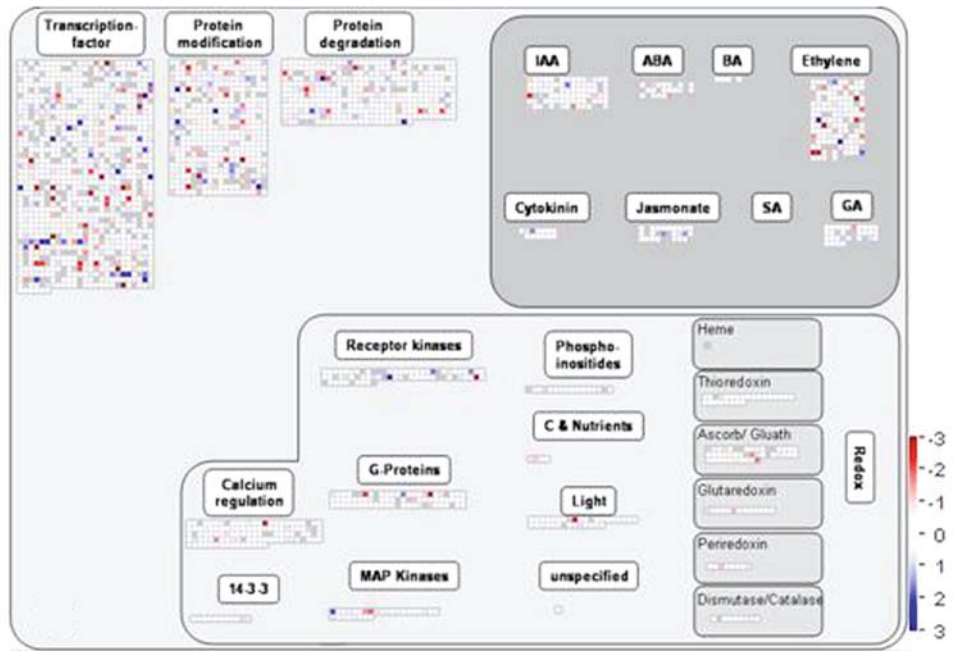 Transcription-
factor
Protein
modification
Protein
degradation
IAA
ABA
BA
Ethylene
Cytokinin
Jasmonate
SA
GA
Receptor kinases
Phospho-
inositides
C & Nutrients
Calcium
regulation
G-Proteins
Light
14-3-3
MAP Kinases
unspecified
Heme
Thioredoxin
Ascorb/ Gluath
Glutaredoxin
Periredoxin
Dismutase/Catalase
Redox
-3
-2
-1
0
1
2
3